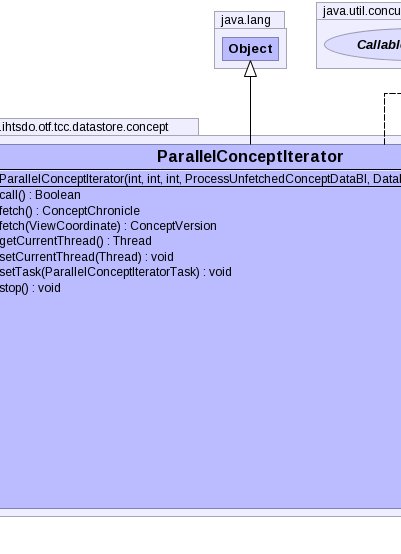 java.lang
java.util.concu
Object
Callabl
.ihtsdo.otf.tcc.datastore.concept
ParallelConceptIterator
ParallelConceptIterator(int, int, int, ProcessUnfetchedConceptDataBI, Datal
call() : Boolean
fetch() : ConceptChronicle
fetch(ViewCoordinate) : ConceptVersion
getCurrentThread() : Thread
setCurrentThread(Thread) : void
setTask(ParallelConceptIteratorTask) : void
stop() : void